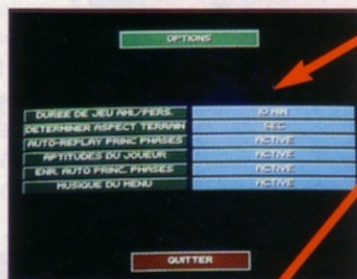 OPTIONS
DUREE DE JEU AML/PERS. 10 MIN
DETERMINER ASPECT TERRAIN SEC
AUTO-REPLAY PRINC PHASES ACTIVE
APTITUDES DU JOUEUR ACTIVE
ENR. AUTO PRINC. PHASES ACTIVE
MUSIQUE DU MENU ACTIVE
QUITTER